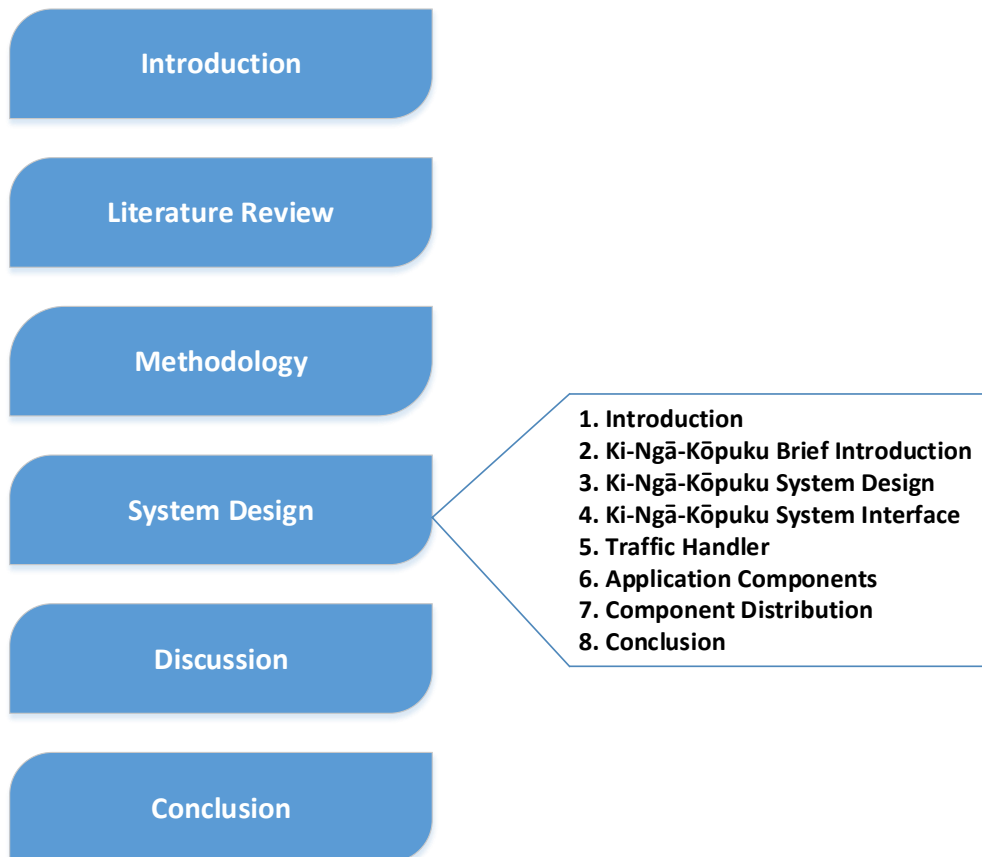 Introduction
Literature Review
Methodology
System Design
1. Introduction
2. Ki-Ngā-Kōpuku Brief Introduction
3. Ki-Ngā-Kōpuku System Design
4. Ki-Ngā-Kōpuku System Interface
5. Traffic Handler
6. Application Components
7. Component Distribution
8. Conclusion
Discussion
Conclusion